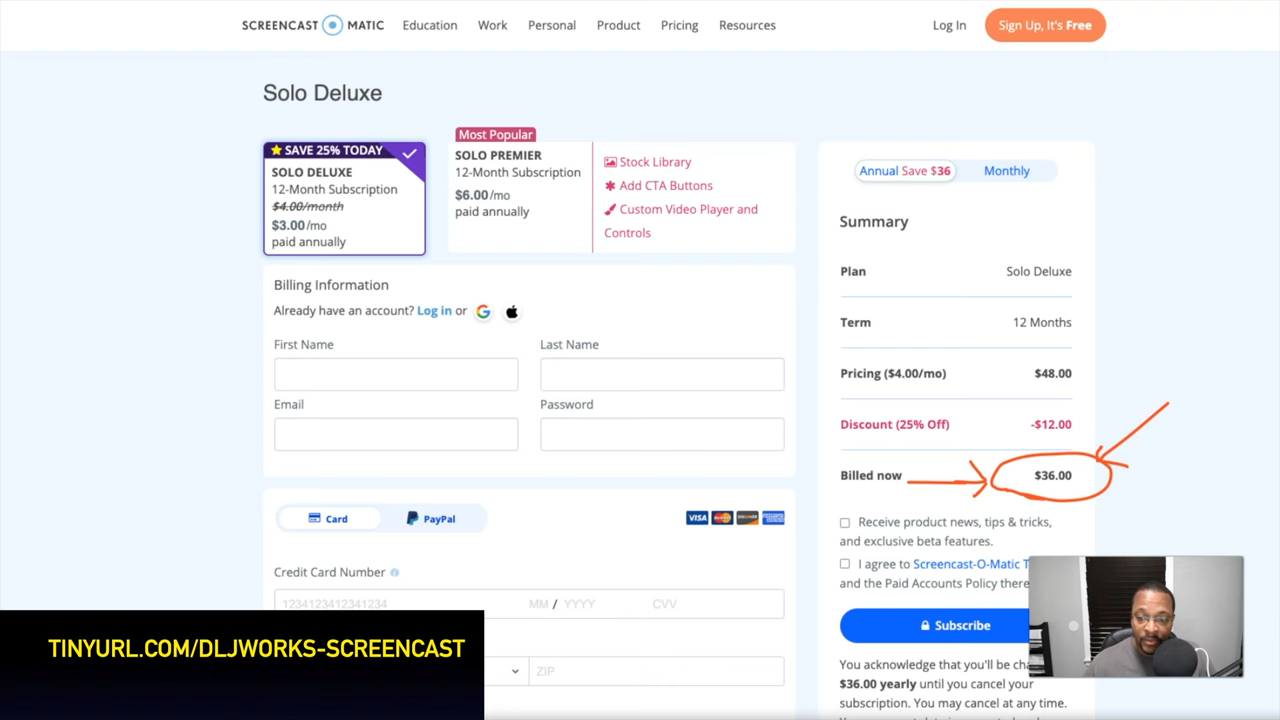 SCREENCAST MATIC
Education
Work
Personal
Product
Pricing
Resources
Log In
Sign Up, It's Free
Solo Deluxe
SAVE 25% TODAY
SOLO DELUXE
12-Month Subscription
$4.00/month
$3.00/mo
paid annually
Most Popular
SOLO PREMIER
12-Month Subscription
$6.00/mo
paid annually
Stock Library
Add CTA Buttons
Custom Video Player and
Controls
Billing Information
Already have an account? Log in or
First Name
Last Name
Email
Password
Card
PayPal
VISA
Credit Card Number
1234123412341234
MM / YYYY
CVV
ZIP
Annual Save $36
Monthly
Summary
Plan
Solo Deluxe
Term
12 Months
Pricing ($4.00/mo)
$48.00
Discount (25% Off)
-$12.00
Billed now
$36.00
Receive product news, tips & tricks,
and exclusive beta features.
I agree to Screencast-O-Matic T
and the Paid Accounts Policy there
Subscribe
You acknowledge that you'll be cha
$36.00 yearly until you cancel your
subscription. You may cancel at any time.
TINYURL.COM/DLJWORKS-SCREENCAST